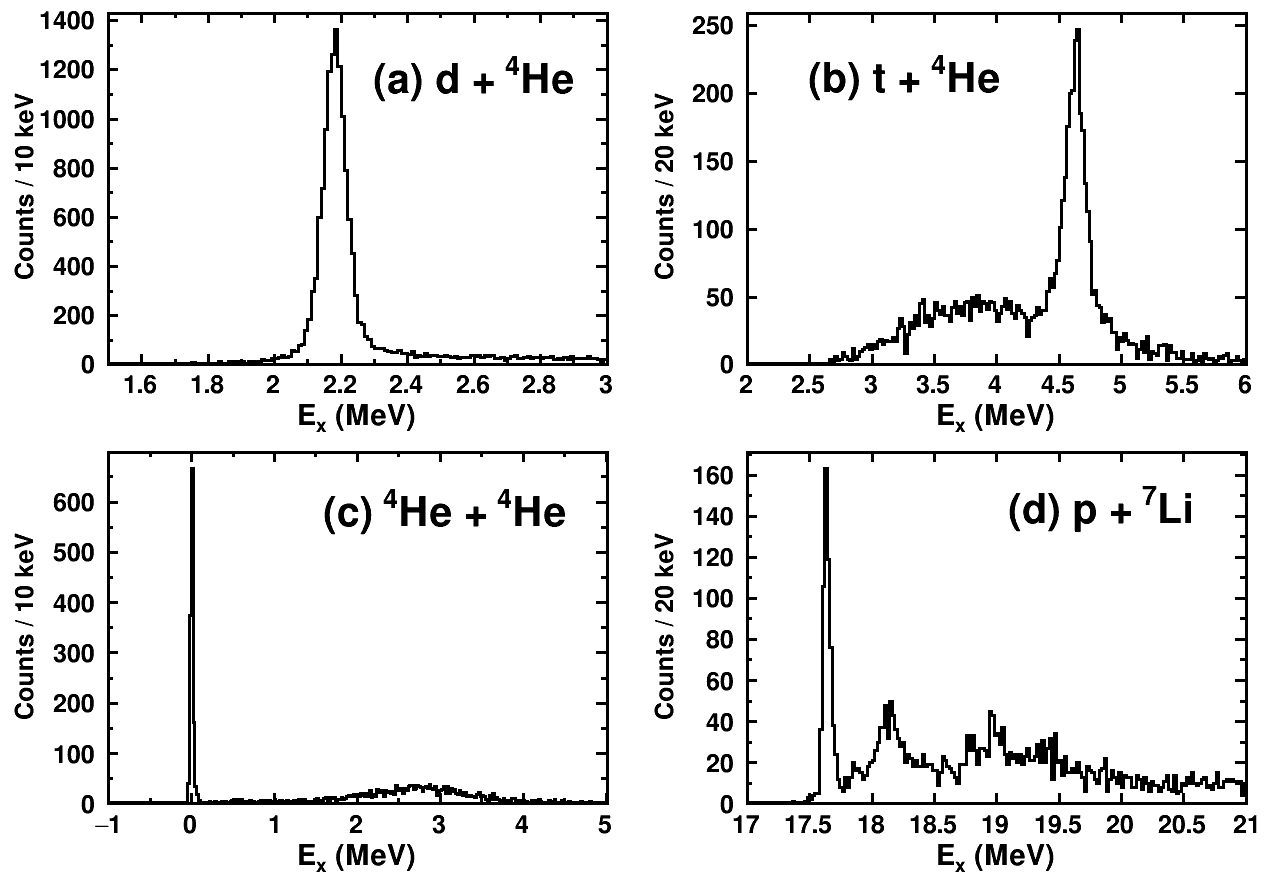 (a) d + ⁴He
Counts / 10 keV
1400
1200
1000
800
600
400
200
0
1.6 1.8 2 2.2 2.4 2.6 2.8 3
Eₓ (MeV)
(b) t + ⁴He
Counts / 20 keV
250
200
150
100
50
0
2 2.5 3 3.5 4 4.5 5 5.5 6
Eₓ (MeV)
(c) ⁴He + ⁴He
Counts / 10 keV
600
500
400
300
200
100
0
−1 0 1 2 3 4 5
Eₓ (MeV)
(d) p + ⁷Li
Counts / 20 keV
160
140
120
100
80
60
40
20
0
17 17.5 18 18.5 19 19.5 20 20.5 21
Eₓ (MeV)